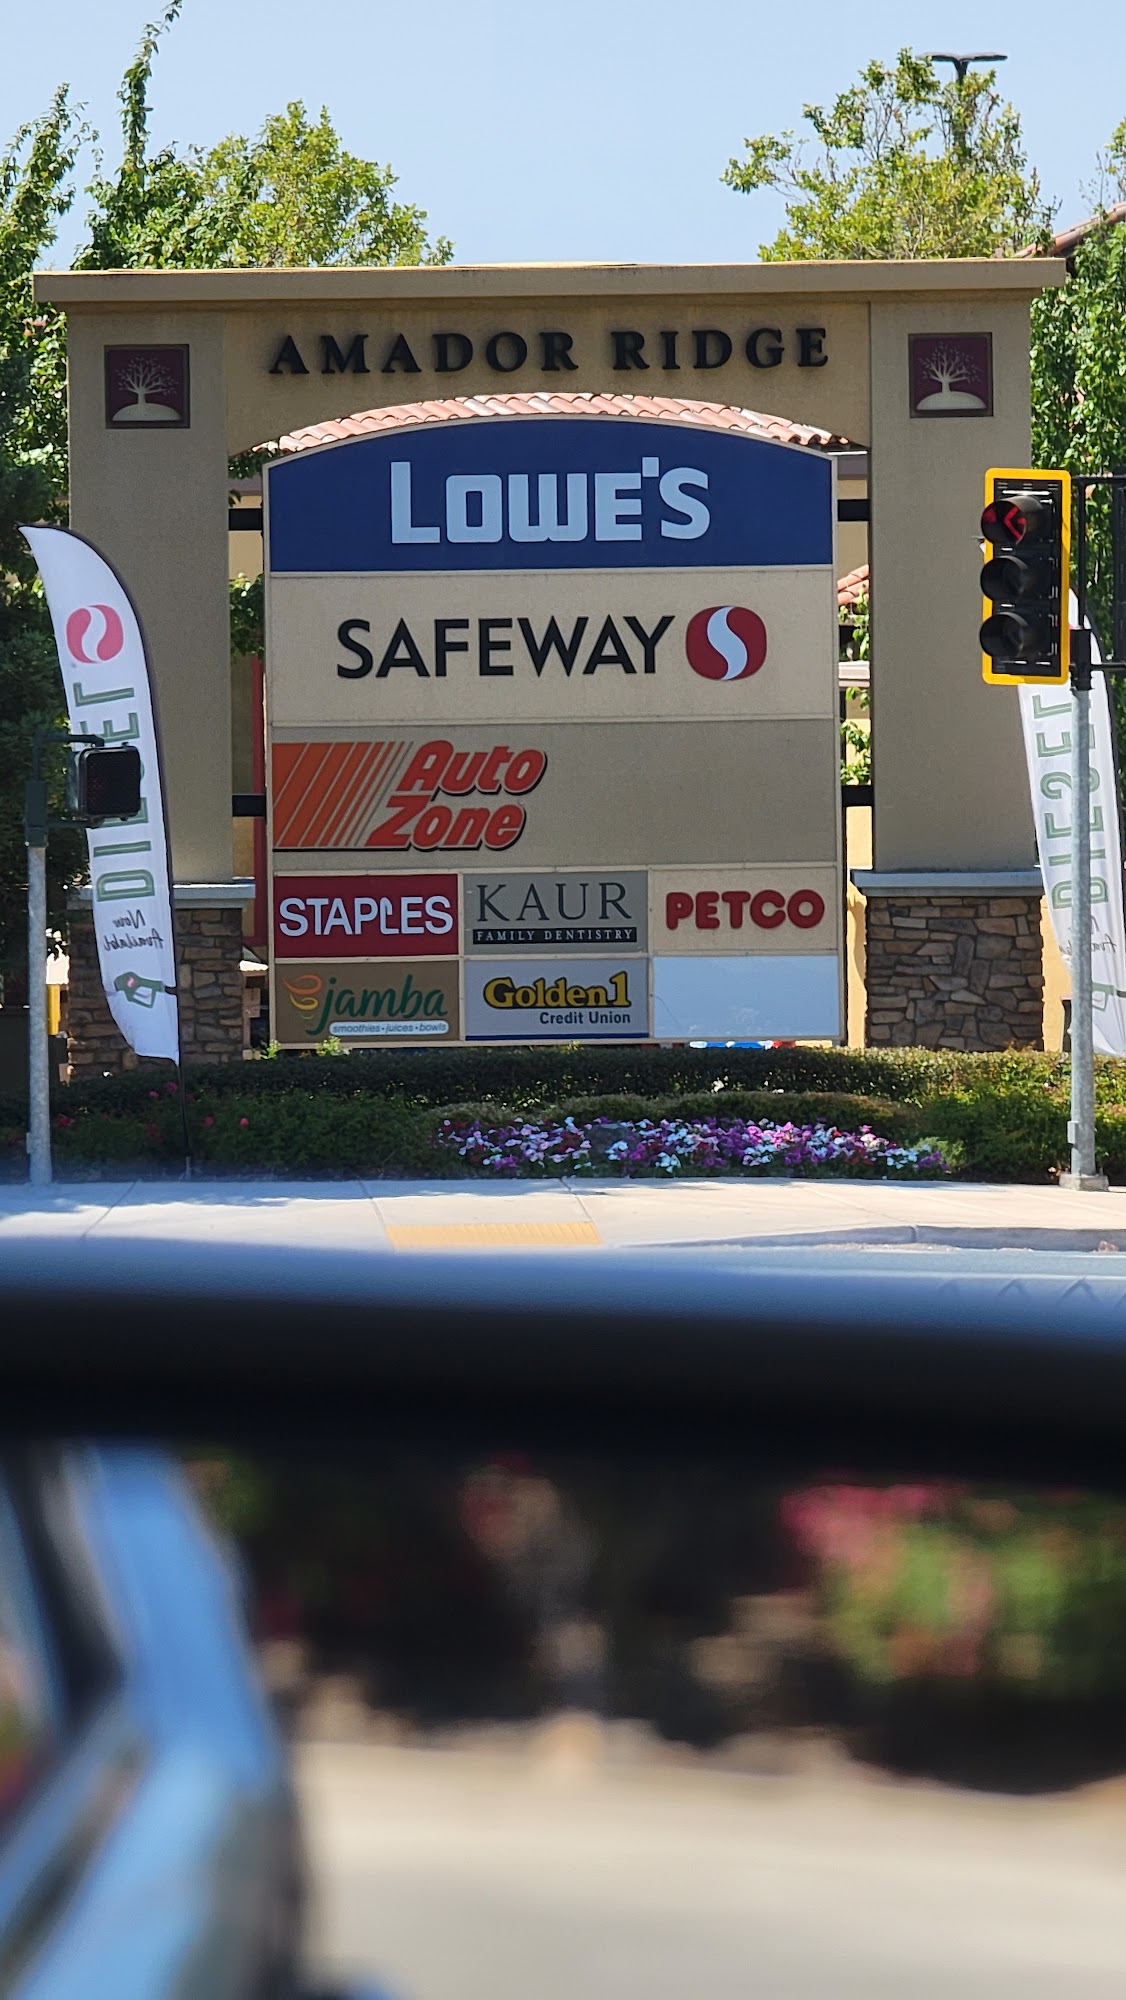 AMADOR RIDGE
LOWE'S
SAFEWAY
Auto
Zone
STAPLES
KAUR
FAMILY DENTISTRY
PETCO
jamba
smoothies • juices • bowls
Golden1
Credit Union
DIESEL
Now
Available
DIESEL